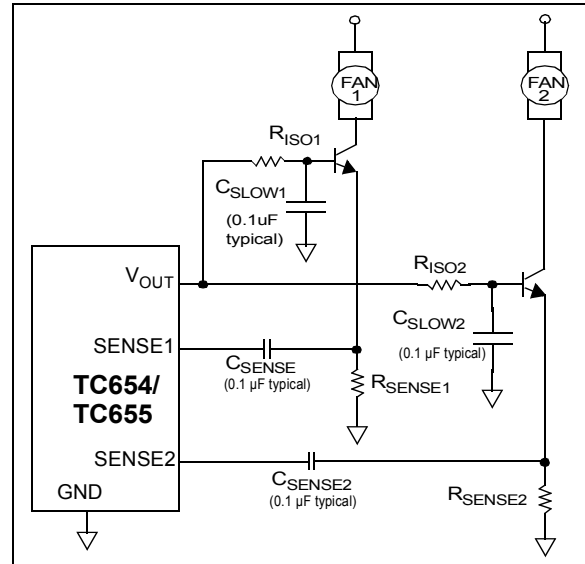 FAN
1
FAN
2
RISO1
CSLOW1
(0.1uF
typical)
VOUT
RISO2
CSLOW2
(0.1 µF typical)
SENSE1
CSENSE
(0.1 µF typical)
RSENSE1
TC654/
TC655
SENSE2
CSENSE2
(0.1 µF typical)
RSENSE2
GND